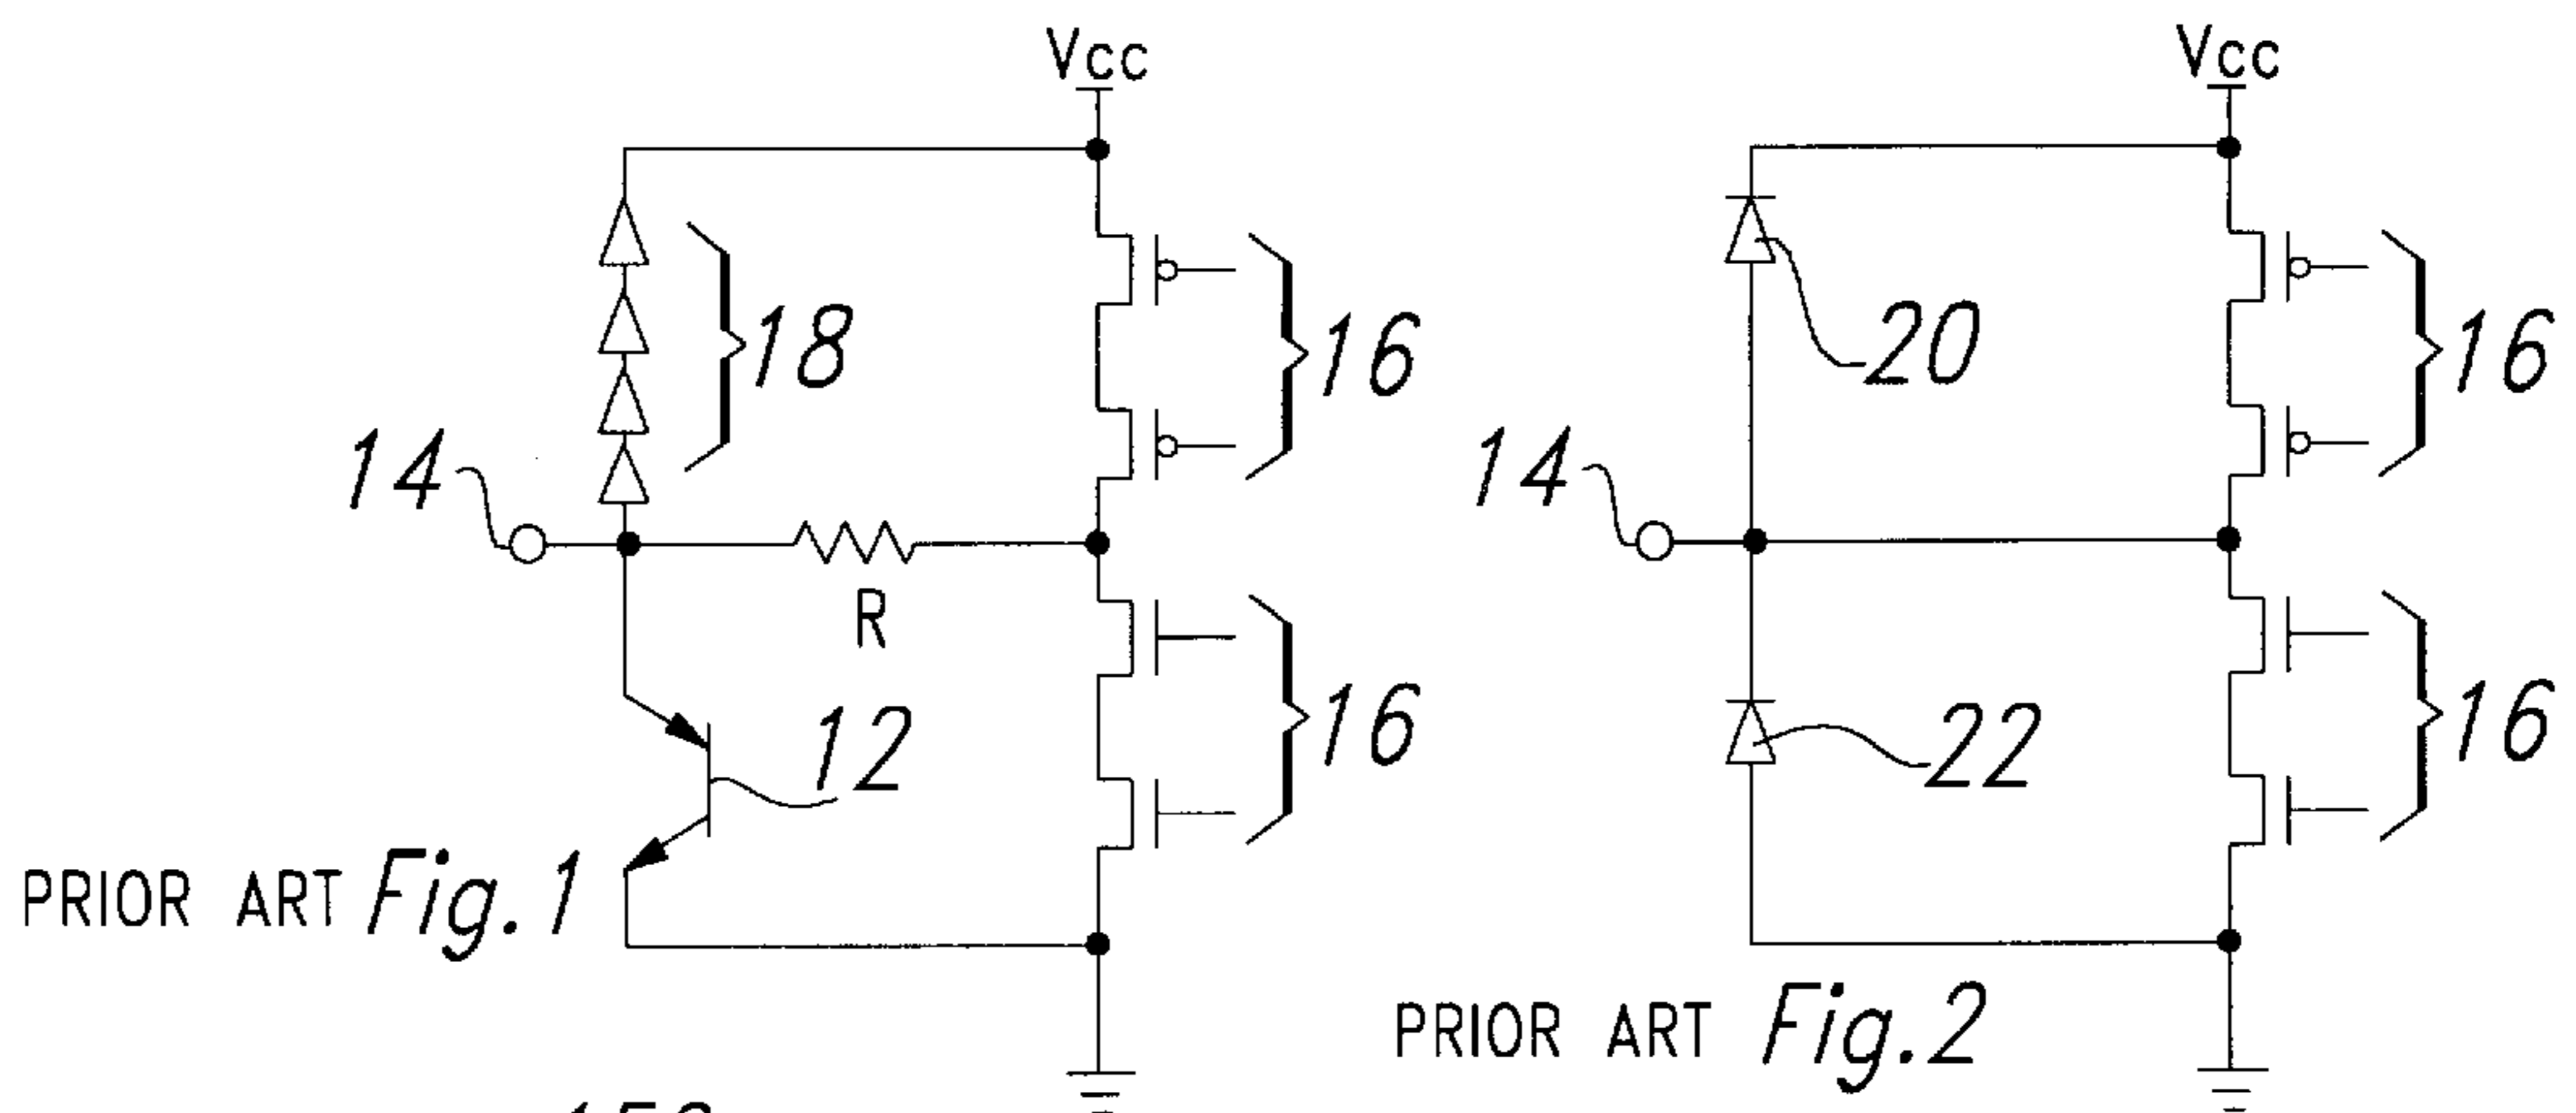 Vcc
18
16
14
R
16
12
PRIOR ART Fig. 1
Vcc
20
16
14
16
22
PRIOR ART Fig. 2